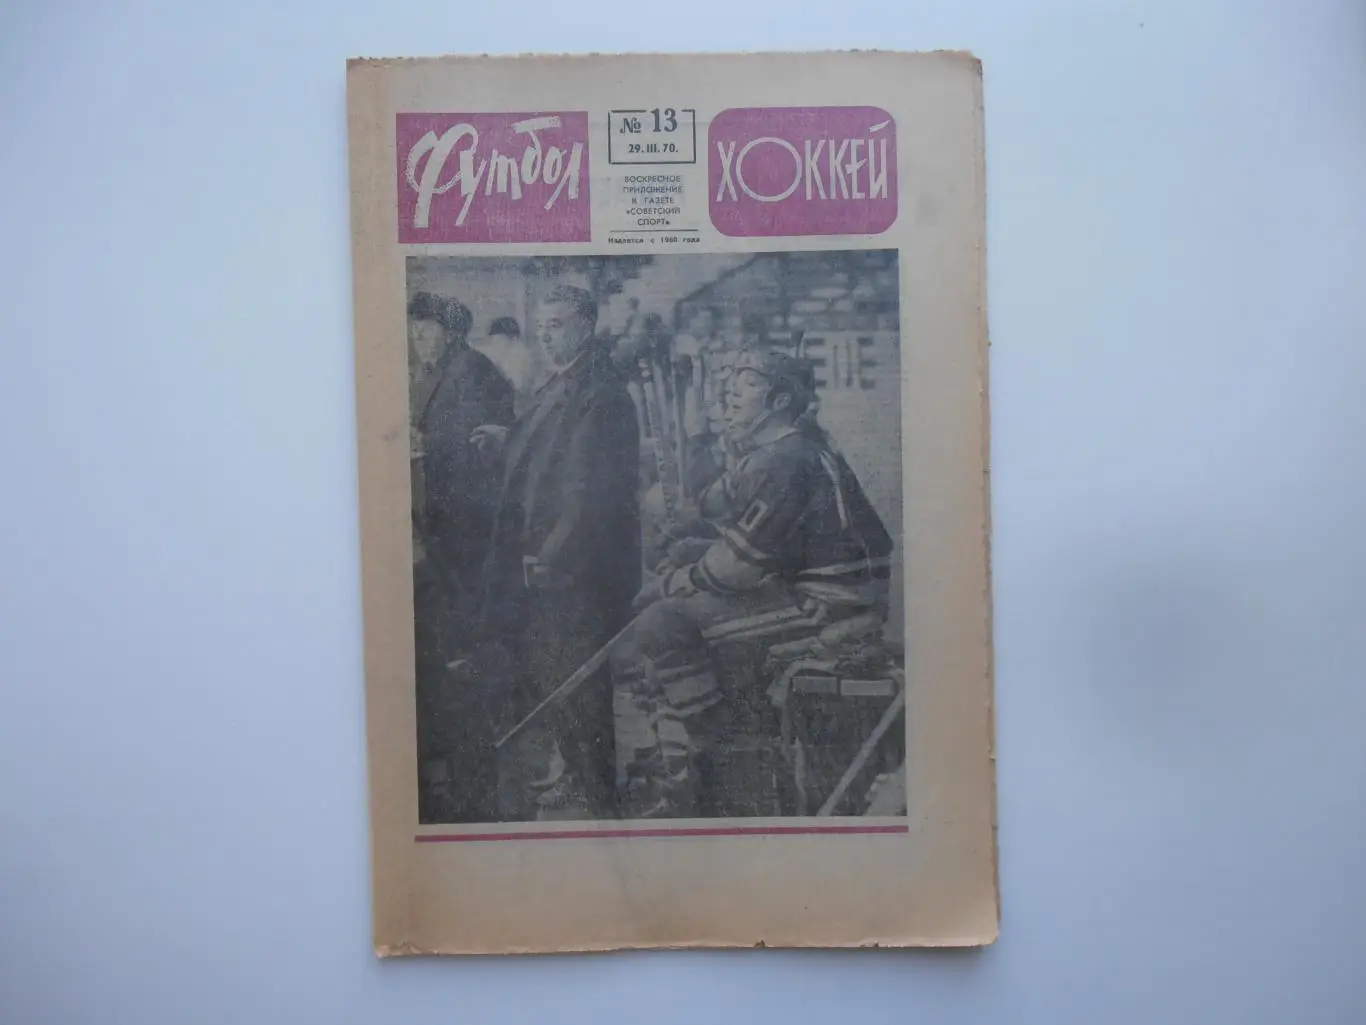 Футбол
№ 13
29. III. 70.
ВОСКРЕСНОЕ
ПРИЛОЖЕНИЕ
К ГАЗЕТЕ
«СОВЕТСКИЙ
СПОРТ»
Издается с 1960 года
ХОККЕЙ